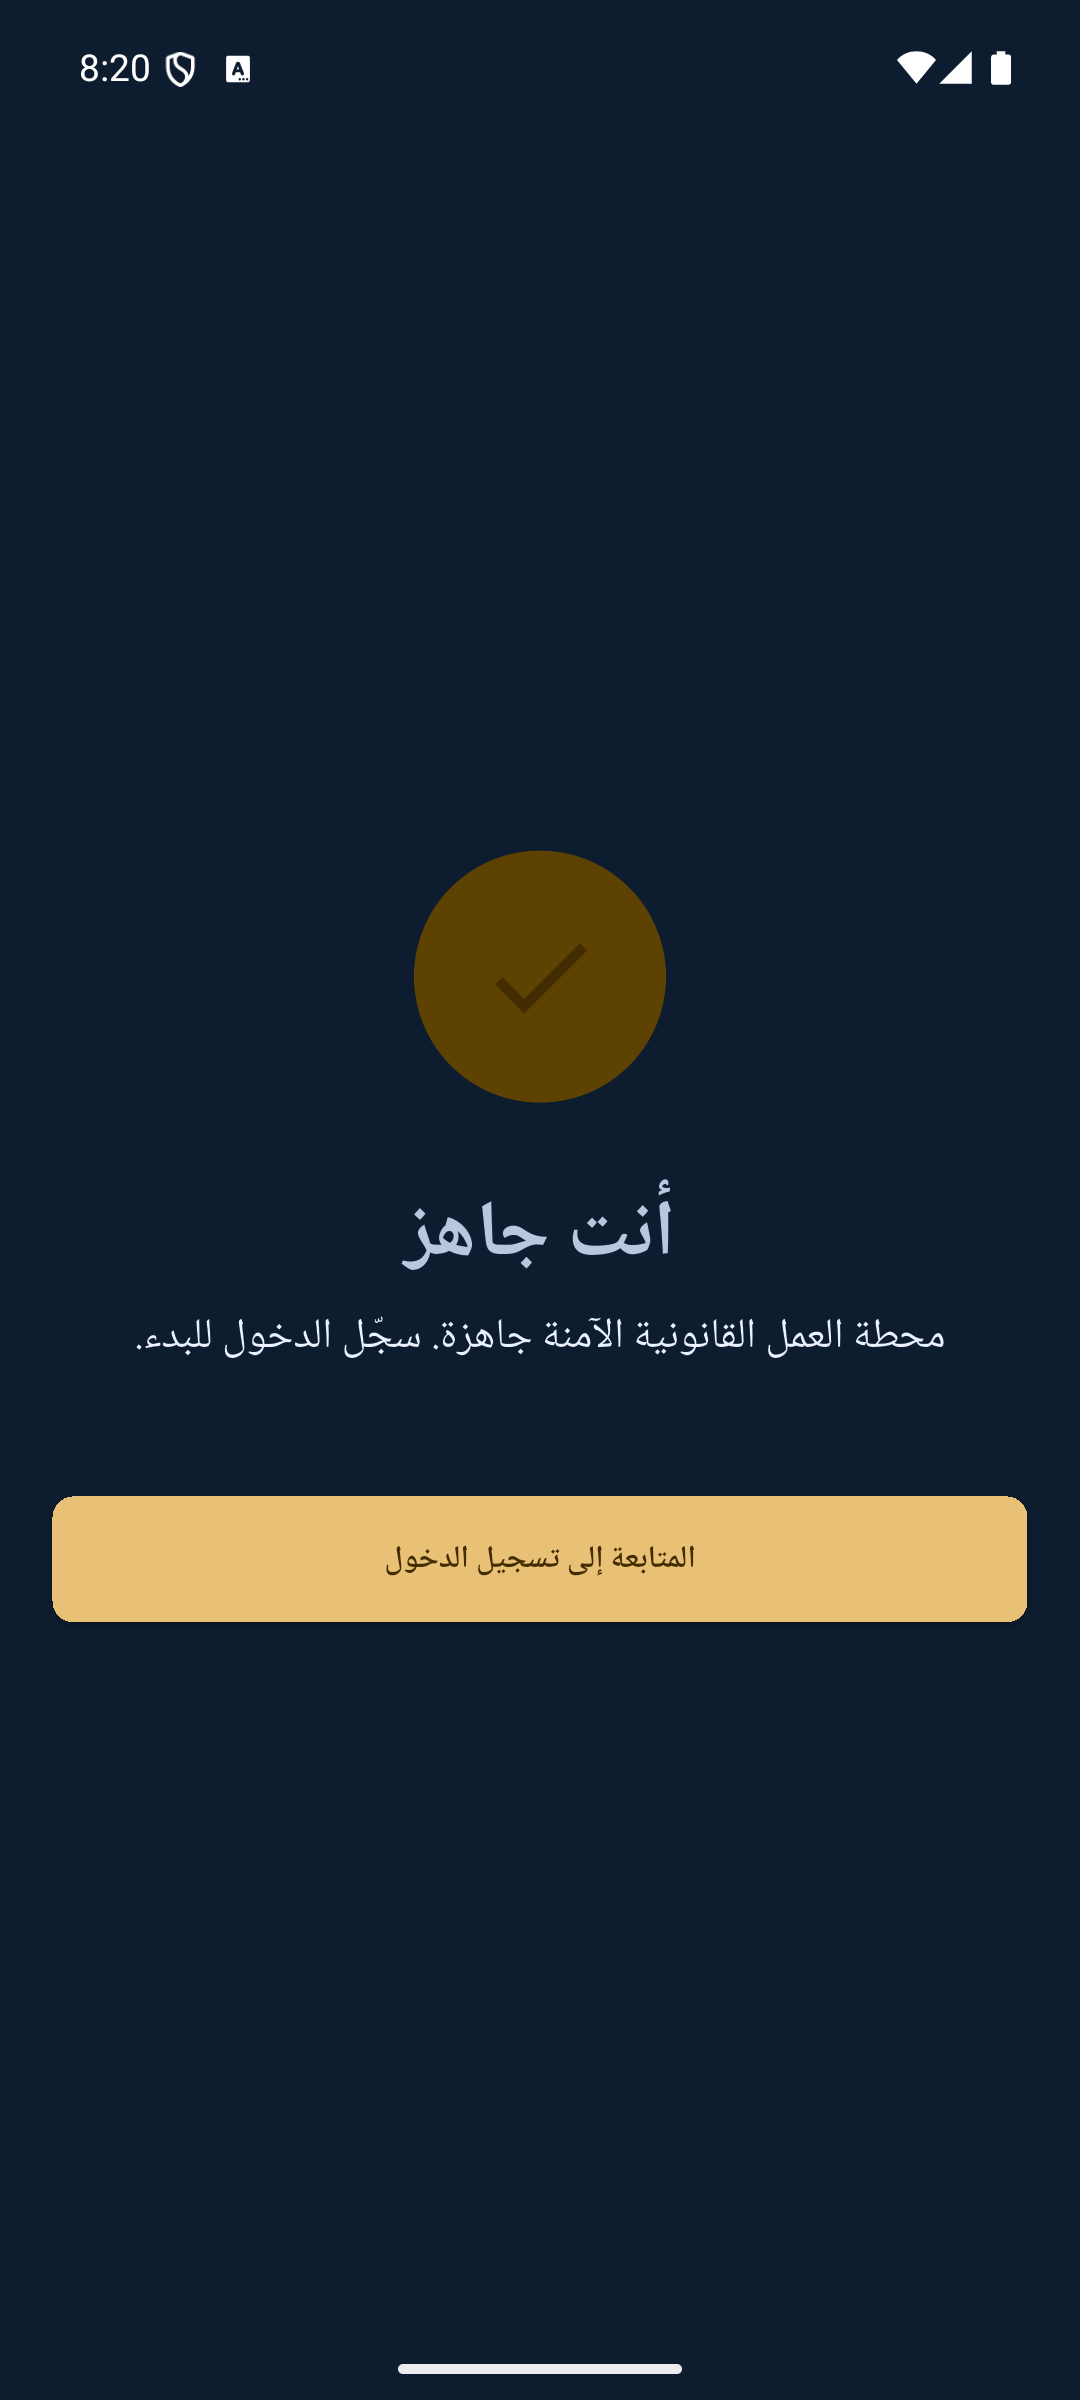 8:20
أنت جاهز
محطة العمل القانونية الآمنة جاهزة. سجّل الدخول للبدء.
المتابعة إلى تسجيل الدخول